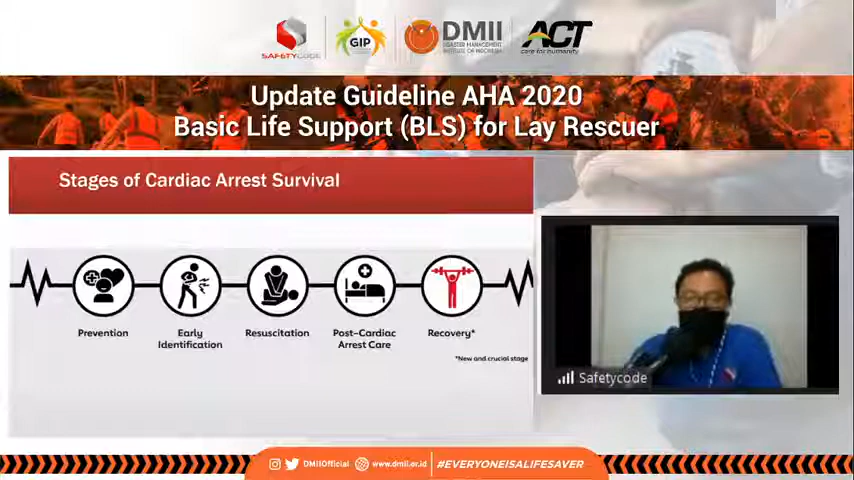 SAFETYCODE
GIP
DMII
DISASTER MANAGEMENT
INSTITUTE OF INDONESIA
ACT
care for humanity
Update Guideline AHA 2020
Basic Life Support (BLS) for Lay Rescuer
Stages of Cardiac Arrest Survival
Prevention
Early
Identification
Resuscitation
Post-Cardiac
Arrest Care
Recovery*
*New and crucial stage
Safetycode
DMIIOfficial
www.dmii.or.id
#EVERYONEISALIFESAVER